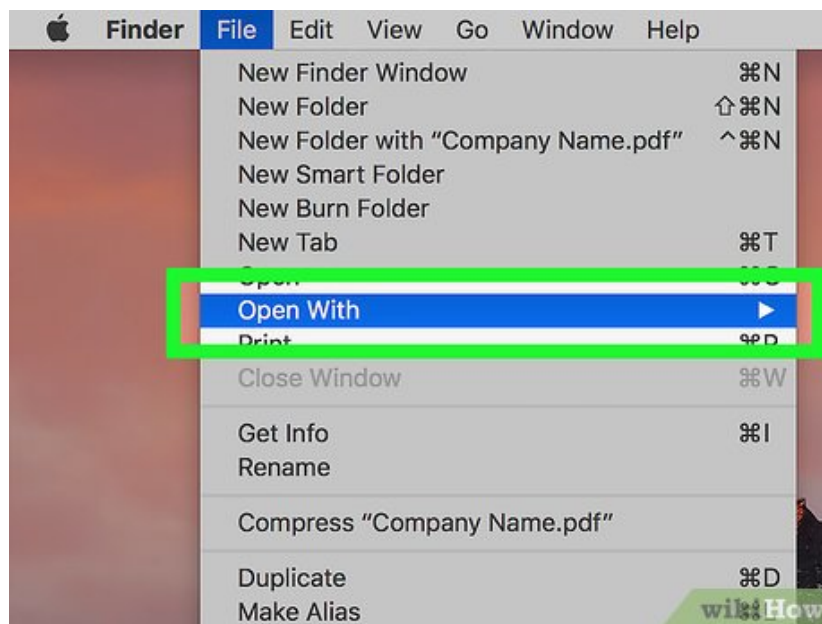 Finder File Edit View Go Window Help
New Finder Window ⌘N
New Folder ⇧⌘N
New Folder with “Company Name.pdf” ^⌘N
New Smart Folder
New Burn Folder
New Tab ⌘T
Open ⌘O
Open With ▶
Print ⌘P
Close Window ⌘W
Get Info ⌘I
Rename
Compress “Company Name.pdf”
Duplicate ⌘D
Make Alias
wikiHow